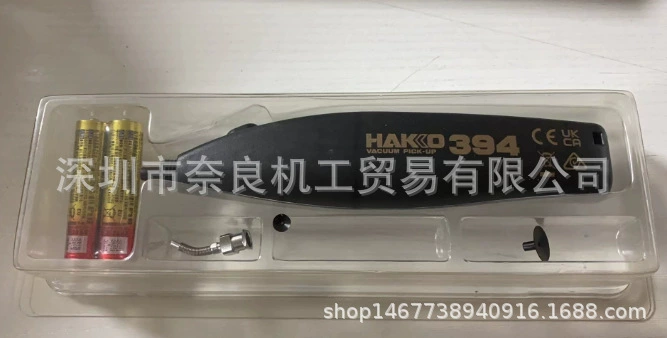 HAKKO 394
VACUUM PICK-UP
CE UK
CA
深圳市奈良机工贸易有限公司
shop1467738940916.1688.com